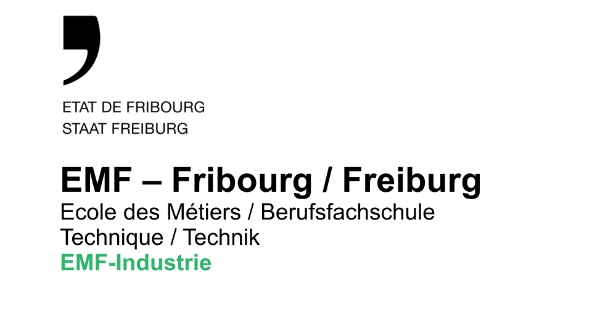 ETAT DE FRIBOURG
STAAT FREIBURG
EMF – Fribourg / Freiburg
Ecole des Métiers / Berufsfachschule
Technique / Technik
EMF-Industrie